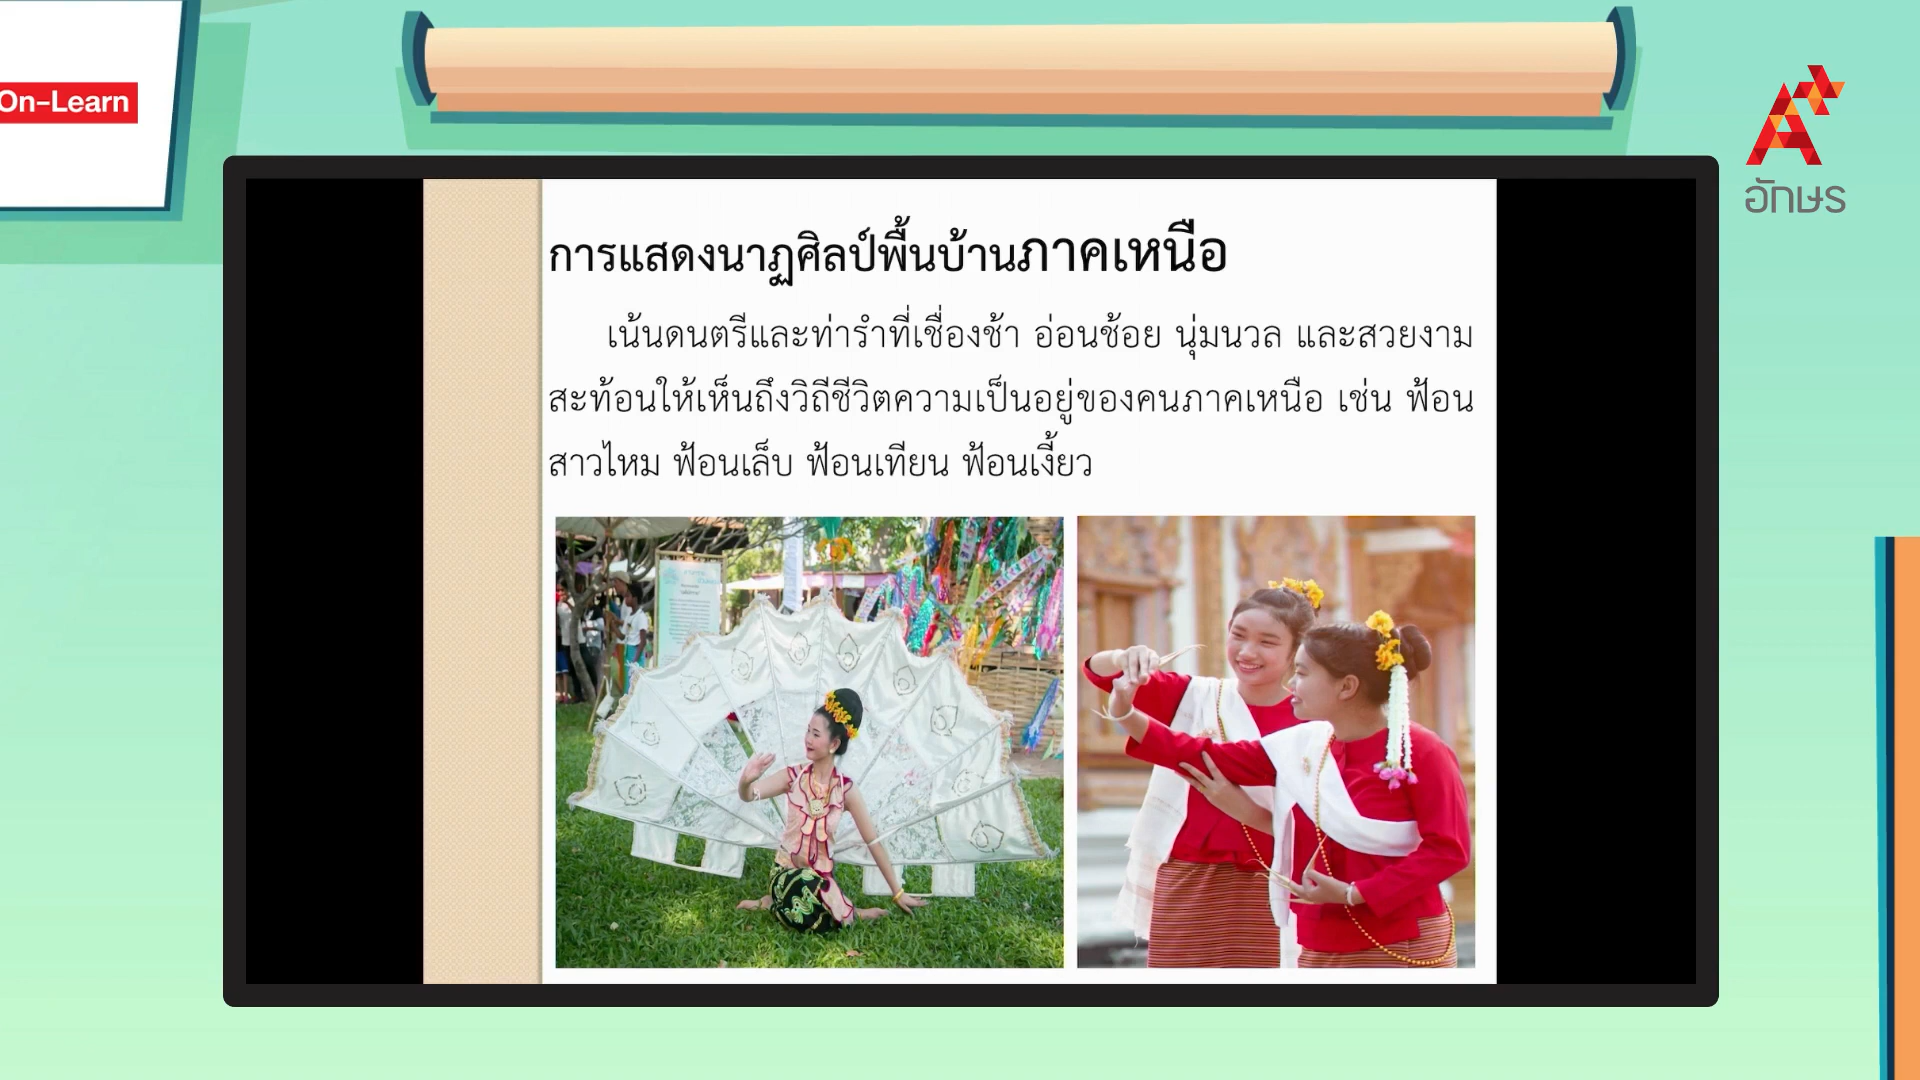 On-Learn
อักษร
การแสดงนาฏศิลป์พื้นบ้านภาคเหนือ
เน้นดนตรีและท่ารำที่เชื่องช้า อ่อนช้อย นุ่มนวล และสวยงาม
สะท้อนให้เห็นถึงวิถีชีวิตความเป็นอยู่ของคนภาคเหนือ เช่น ฟ้อน
สาวไหม ฟ้อนเล็บ ฟ้อนเทียน ฟ้อนเงี้ยว